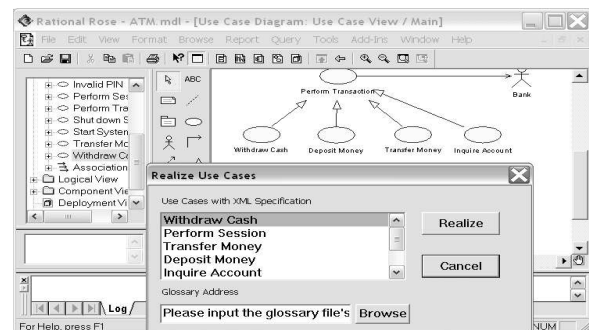 Rational Rose - ATM.mdl - [Use Case Diagram: Use Case View / Main]
File Edit View Format Browse Report Query Tools Add-Ins Window Help
ABC
Invalid PIN
Perform Ses
Perform Tra
Shut down S
Start System
Transfer Mo
Withdraw Ca
Association
Logical View
Component Vie
Deployment Vi
Perform Transaction
Bank
Withdraw Cash
Deposit Money
Transfer Money
Inquire Account
Realize Use Cases
Use Cases with XML Specification
Withdraw Cash
Perform Session
Transfer Money
Deposit Money
Inquire Account
Realize
Cancel
Glossary Address
Please input the glossary file's
Browse
Log
For Help, press F1
NUM